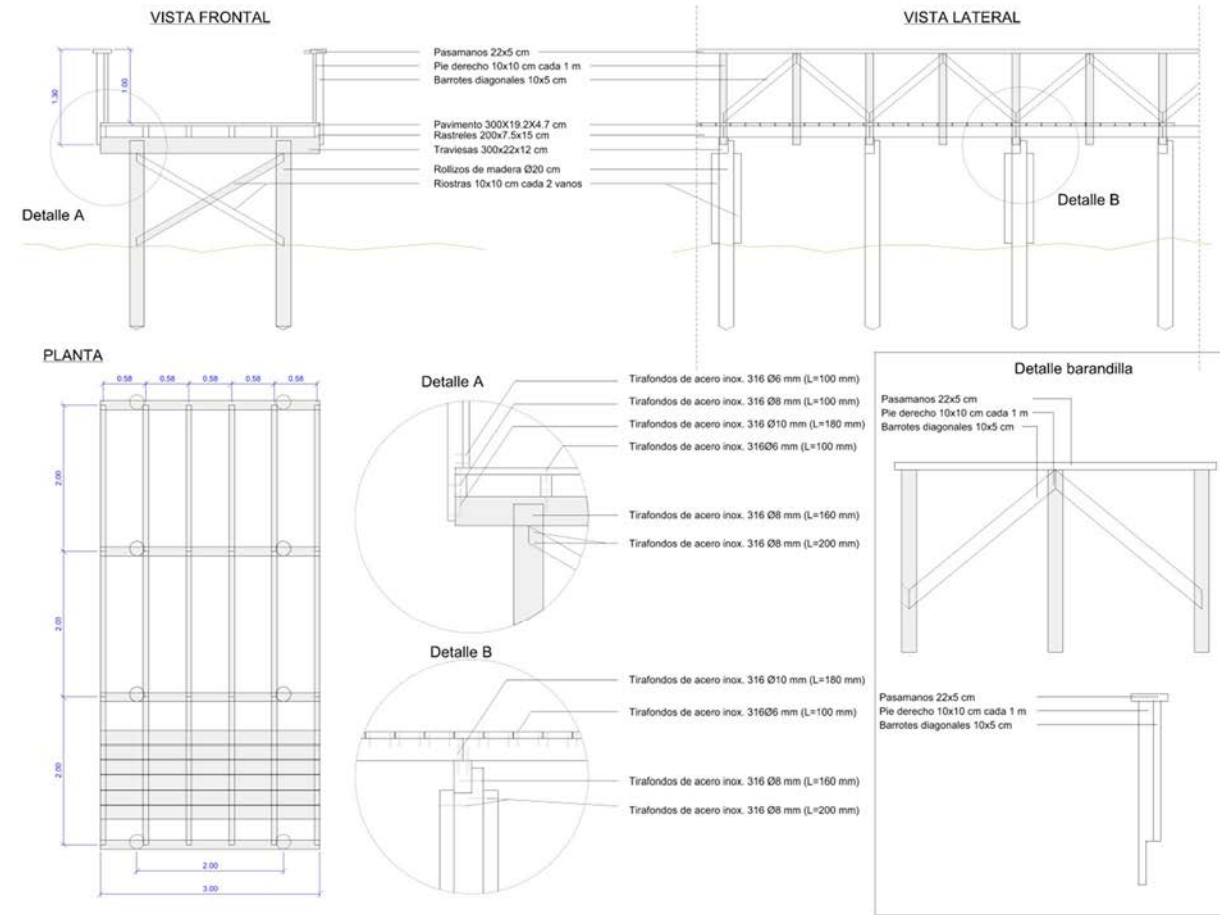 VISTA FRONTAL
VISTA LATERAL
1.30
1.00
Pasamanos 22x5 cm
Pie derecho 10x10 cm cada 1 m
Barrotes diagonales 10x5 cm
Pavimento 300X19.2X4.7 cm
Rastreles 200x7.5x15 cm
Traviesas 300x22x12 cm
Rollizos de madera Ø20 cm
Riostras 10x10 cm cada 2 vanos
Detalle A
Detalle B
PLANTA
0.58
0.58
0.58
0.58
0.58
2.00
2.00
2.00
2.00
3.00
Detalle A
Tirafondos de acero inox. 316 Ø6 mm (L=100 mm)
Tirafondos de acero inox. 316 Ø8 mm (L=100 mm)
Tirafondos de acero inox. 316 Ø10 mm (L=180 mm)
Tirafondos de acero inox. 316Ø6 mm (L=100 mm)
Tirafondos de acero inox. 316 Ø8 mm (L=160 mm)
Tirafondos de acero inox. 316 Ø8 mm (L=200 mm)
Detalle B
Tirafondos de acero inox. 316 Ø10 mm (L=180 mm)
Tirafondos de acero inox. 316Ø6 mm (L=100 mm)
Tirafondos de acero inox. 316 Ø8 mm (L=160 mm)
Tirafondos de acero inox. 316 Ø8 mm (L=200 mm)
Detalle barandilla
Pasamanos 22x5 cm
Pie derecho 10x10 cm cada 1 m
Barrotes diagonales 10x5 cm
Pasamanos 22x5 cm
Pie derecho 10x10 cm cada 1 m
Barrotes diagonales 10x5 cm